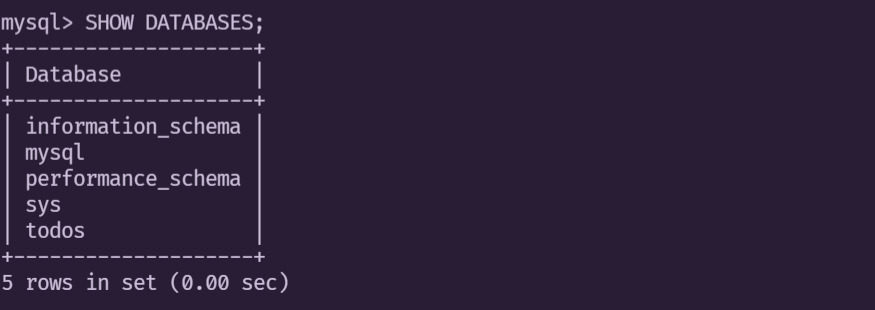 mysql> SHOW DATABASES;
+--------------------+
| Database           |
+--------------------+
| information_schema |
| mysql              |
| performance_schema |
| sys                |
| todos              |
+--------------------+
5 rows in set (0.00 sec)